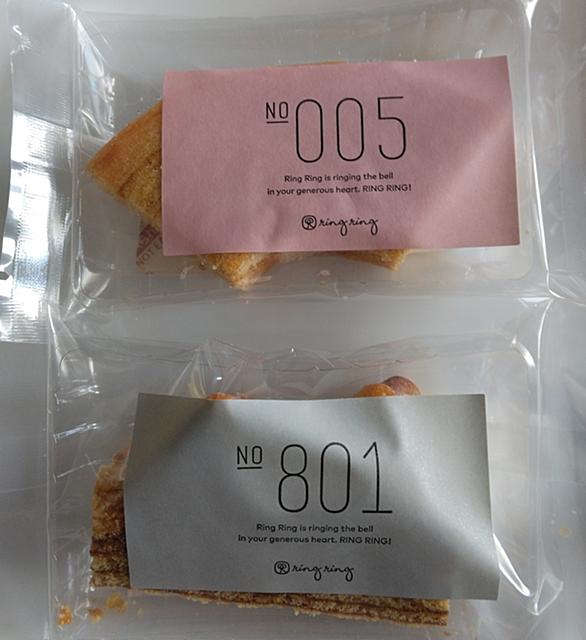 NO 005
Ring Ring is ringing the bell
in your generous heart. RING RING!
ring ring
NO 801
Ring Ring is ringing the bell
in your generous heart. RING RING!
ring ring